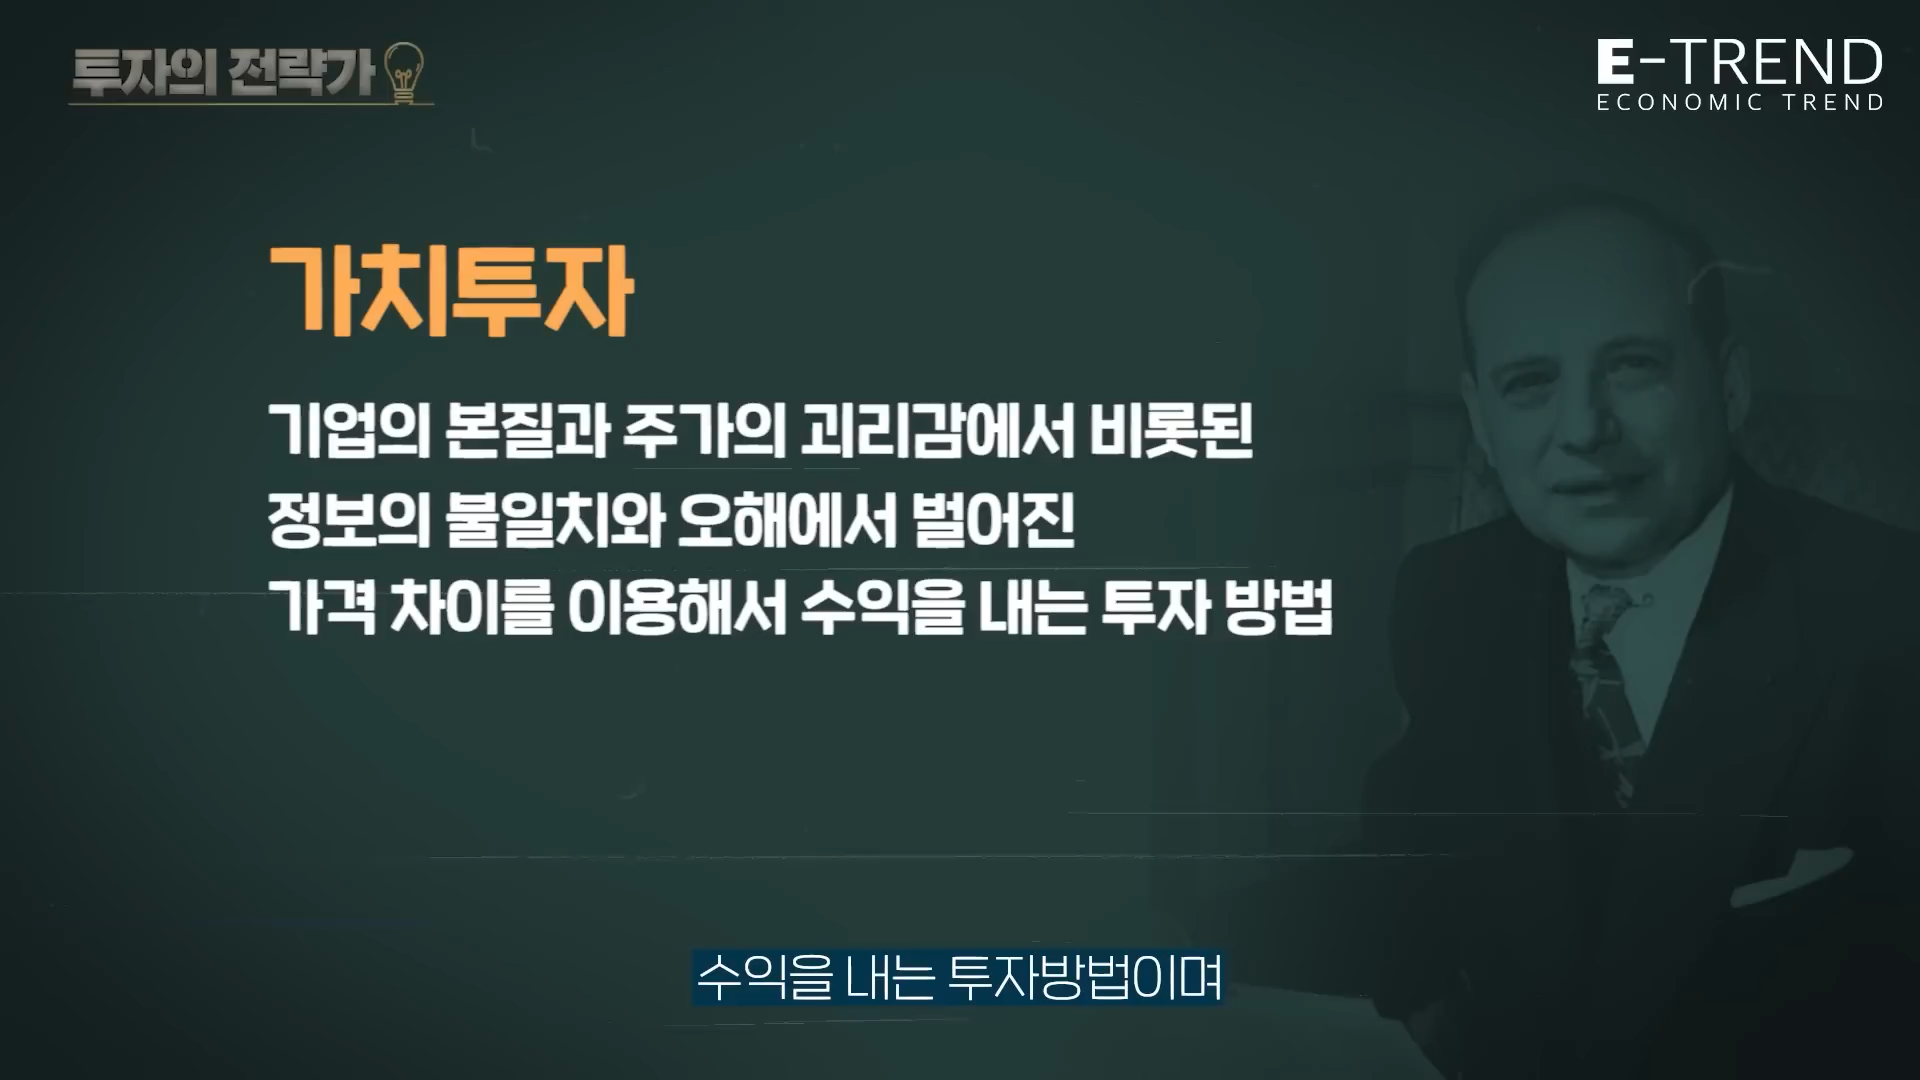 투자의 전략가
E-TREND
ECONOMIC TREND
가치투자
기업의 본질과 주가의 괴리감에서 비롯된
정보의 불일치와 오해에서 벌어진
가격 차이를 이용해서 수익을 내는 투자 방법
수익을 내는 투자방법이며